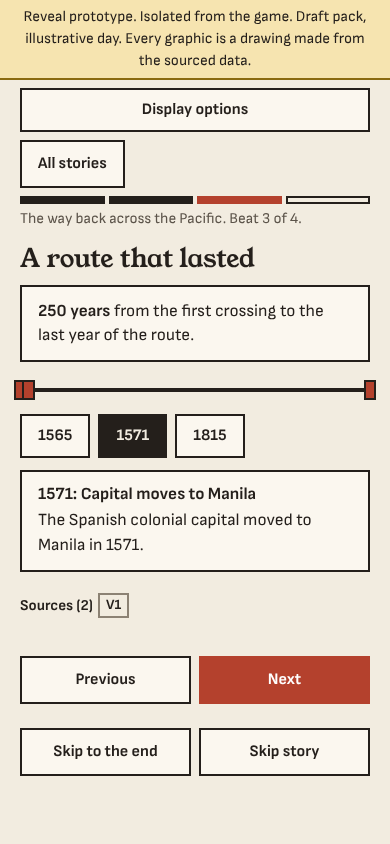 Reveal prototype. Isolated from the game. Draft pack,
illustrative day. Every graphic is a drawing made from
the sourced data.
Display options
All stories
The way back across the Pacific. Beat 3 of 4.
A route that lasted
250 years from the first crossing to the
last year of the route.
1565
1571
1815
1571: Capital moves to Manila
The Spanish colonial capital moved to
Manila in 1571.
Sources (2) V1
Previous
Next
Skip to the end
Skip story